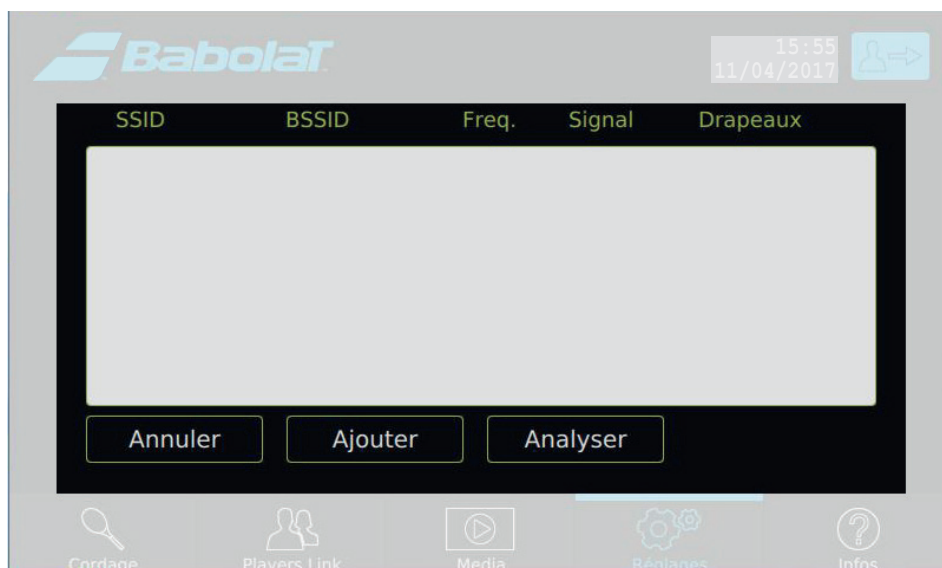 BabolaT
15:55
11/04/2017
SSID BSSID Freq. Signal Drapeaux
Annuler Ajouter Analyser
Cordage Players Link Media Réglages Infos